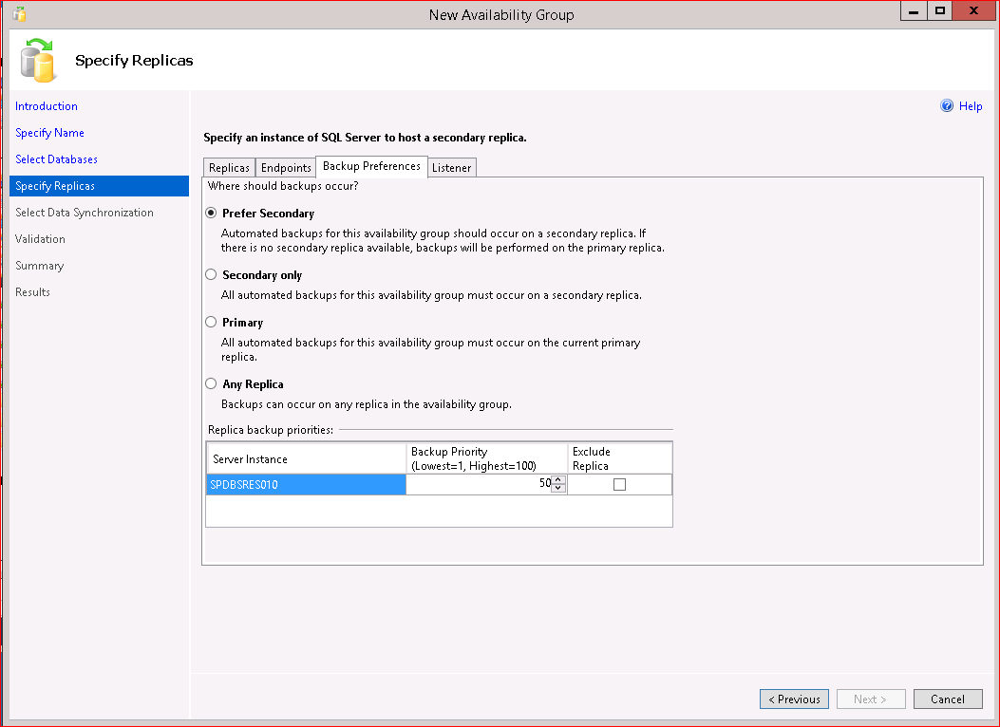 New Availability Group
Specify Replicas
Introduction
Specify Name
Select Databases
Specify Replicas
Select Data Synchronization
Validation
Summary
Results
Help
Specify an instance of SQL Server to host a secondary replica.
Replicas Endpoints Backup Preferences Listener
Where should backups occur?
Prefer Secondary
Automated backups for this availability group should occur on a secondary replica. If
there is no secondary replica available, backups will be performed on the primary replica.
Secondary only
All automated backups for this availability group must occur on a secondary replica.
Primary
All automated backups for this availability group must occur on the current primary
replica.
Any Replica
Backups can occur on any replica in the availability group.
Replica backup priorities:
Server Instance
Backup Priority
(Lowest=1, Highest=100)
Exclude
Replica
SPDBSRES010 50
< Previous Next > Cancel